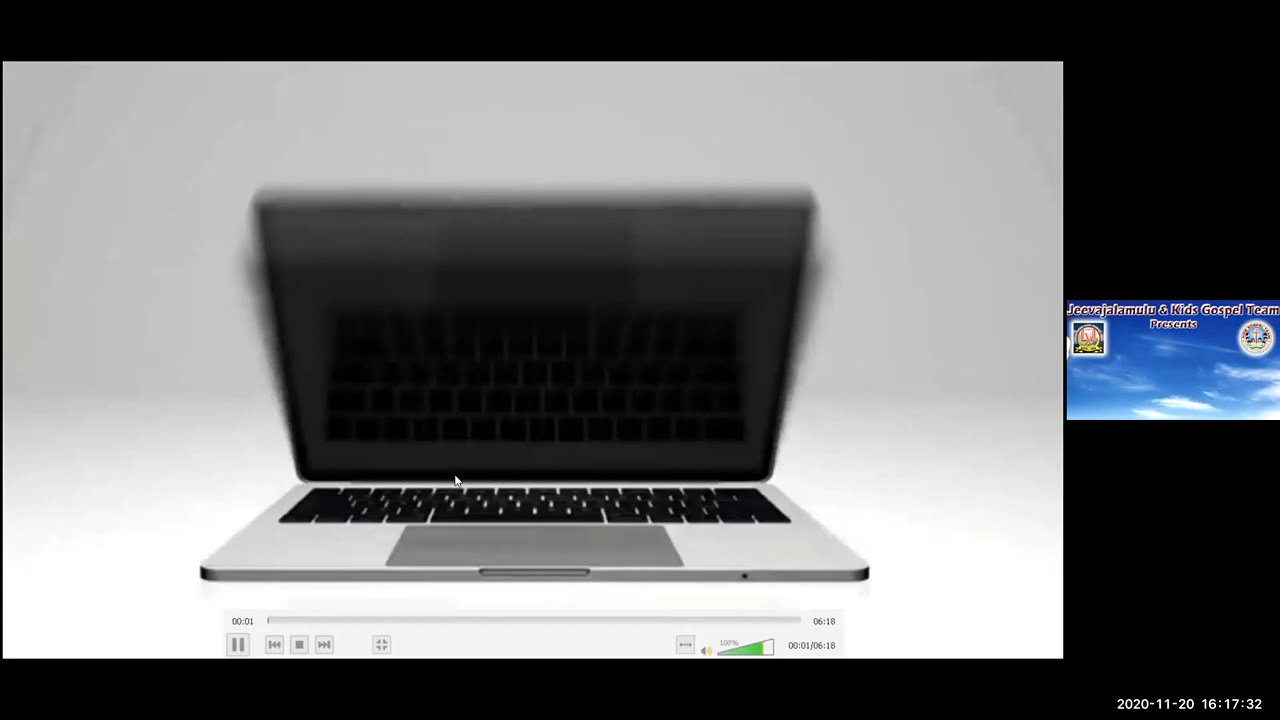 Jeevajalamulu & Kids Gospel Team
Presents
00:01
06:18
100%
00:01/06:18
2020-11-20 16:17:32